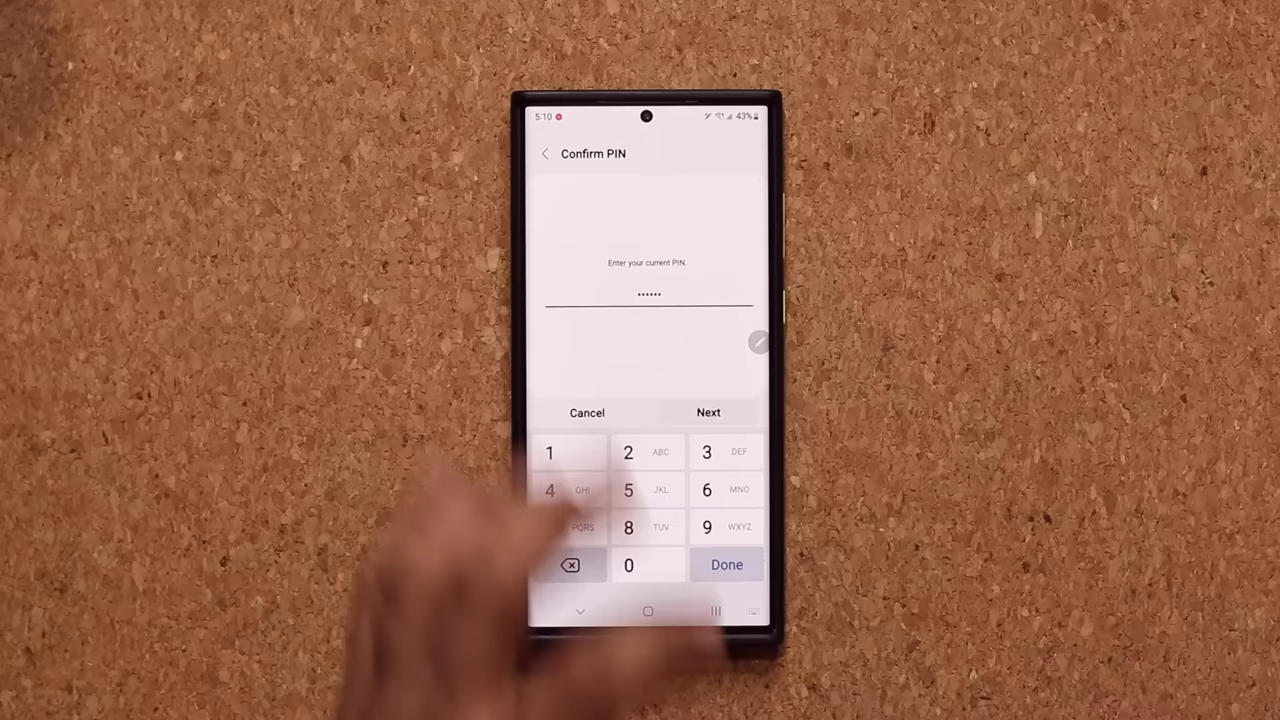 5:10 43%
Confirm PIN
Enter your current PIN.
••••••
Cancel Next
1 2 ABC 3 DEF
4 GHI 5 JKL 6 MNO
PQRS 8 TUV 9 WXYZ
0 Done